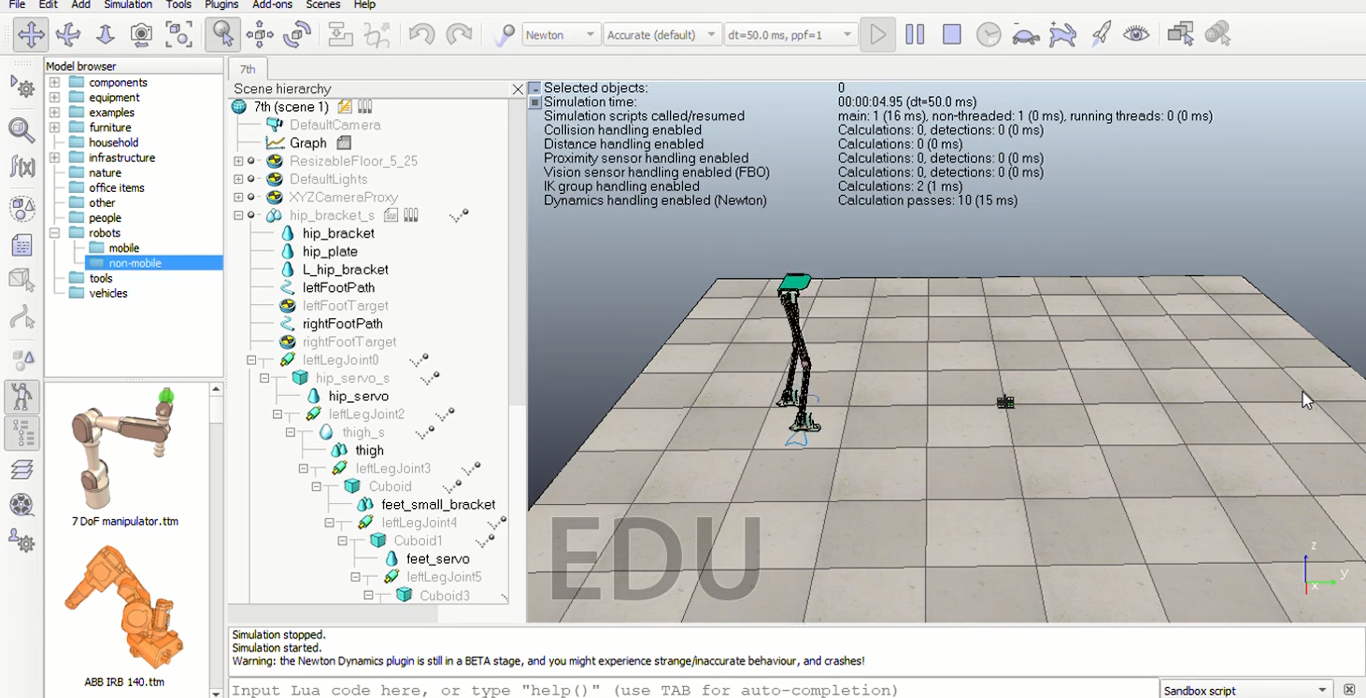 File Edit Add Simulation Tools Plugins Add-ons Scenes Help
Newton Accurate (default) dt=50.0 ms, ppf=1
Model browser
components
equipment
examples
furniture
household
infrastructure
nature
office items
other
people
robots
mobile
non-mobile
tools
vehicles
7 DoF manipulator.ttm
ABB IRB 140.ttm
7th
Scene hierarchy
7th (scene 1)
DefaultCamera
Graph
ResizableFloor_5_25
DefaultLights
XYZCameraProxy
hip_bracket_s
hip_bracket
hip_plate
L_hip_bracket
leftFootPath
leftFootTarget
rightFootPath
rightFootTarget
leftLegJoint0
hip_servo_s
hip_servo
leftLegJoint2
thigh_s
thigh
leftLegJoint3
Cuboid
feet_small_bracket
leftLegJoint4
Cuboid1
feet_servo
leftLegJoint5
Cuboid3
Selected objects: 0
Simulation time: 00:00:04.95 (dt=50.0 ms)
Simulation scripts called/resumed main: 1 (16 ms), non-threaded: 1 (0 ms), running threads: 0 (0 ms)
Collision handling enabled Calculations: 0, detections: 0 (0 ms)
Distance handling enabled Calculations: 0 (0 ms)
Proximity sensor handling enabled Calculations: 0, detections: 0 (0 ms)
Vision sensor handling enabled (FBO) Calculations: 0, detections: 0 (0 ms)
IK group handling enabled Calculations: 2 (1 ms)
Dynamics handling enabled (Newton) Calculation passes: 10 (15 ms)
EDU
z
y
x
Simulation stopped.
Simulation started.
Warning: the Newton Dynamics plugin is still in a BETA stage, and you might experience strange/inaccurate behaviour, and crashes!
Input Lua code here, or type "help()" (use TAB for auto-completion)
Sandbox script